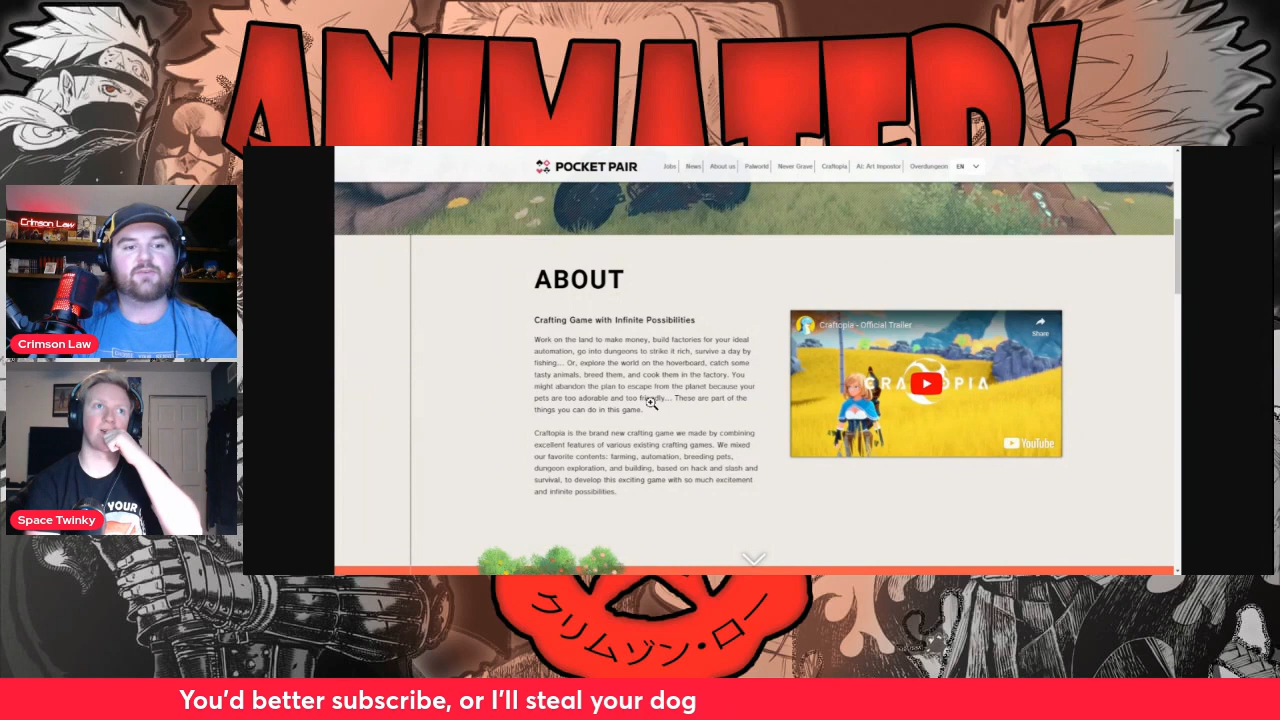 ANIMATED!
POCKET PAIR
Jobs News About us Palworld Never Grave Craftopia AI: Art Impostor Overdungeon EN
Crimson Law
Crimson Law
ABOUT
Crafting Game with Infinite Possibilities
Work on the land to make money, build factories for your ideal
automation, go into dungeons to strike it rich, survive a day by
fishing... Or, explore the world on the hoverboard, catch some
tasty animals, breed them, and cook them in the factory. You
might abandon the plan to escape from the planet because your
pets are too adorable and too friendly... These are part of the
things you can do in this game.
Craftopia is the brand new crafting game we made by combining
excellent features of various existing crafting games. We mixed
our favorite contents: farming, automation, breeding pets,
dungeon exploration, and building, based on hack and slash and
survival, to develop this exciting game with so much excitement
and infinite possibilities.
Craftopia - Official Trailer
Share
CRAFTOPIA
YouTube
YOUR
Space Twinky
クリムゾン・ロー
You'd better subscribe, or I'll steal your dog